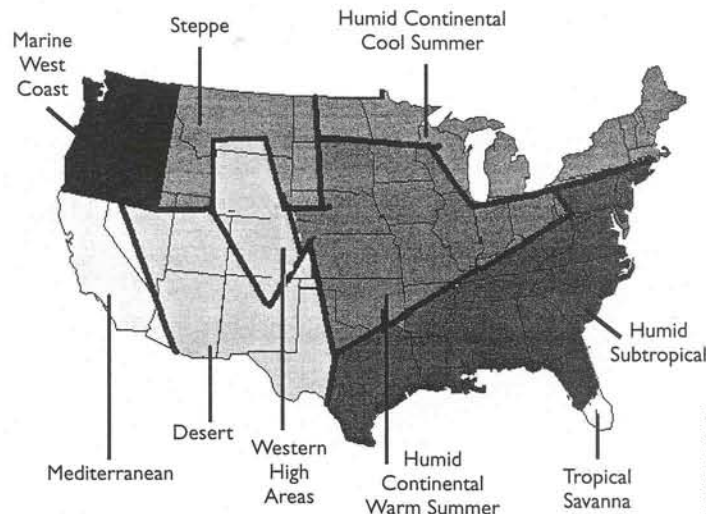 Marine
West
Coast
Steppe
Humid Continental
Cool Summer
Humid
Subtropical
Mediterranean
Desert
Western
High
Areas
Humid
Continental
Warm Summer
Tropical
Savanna